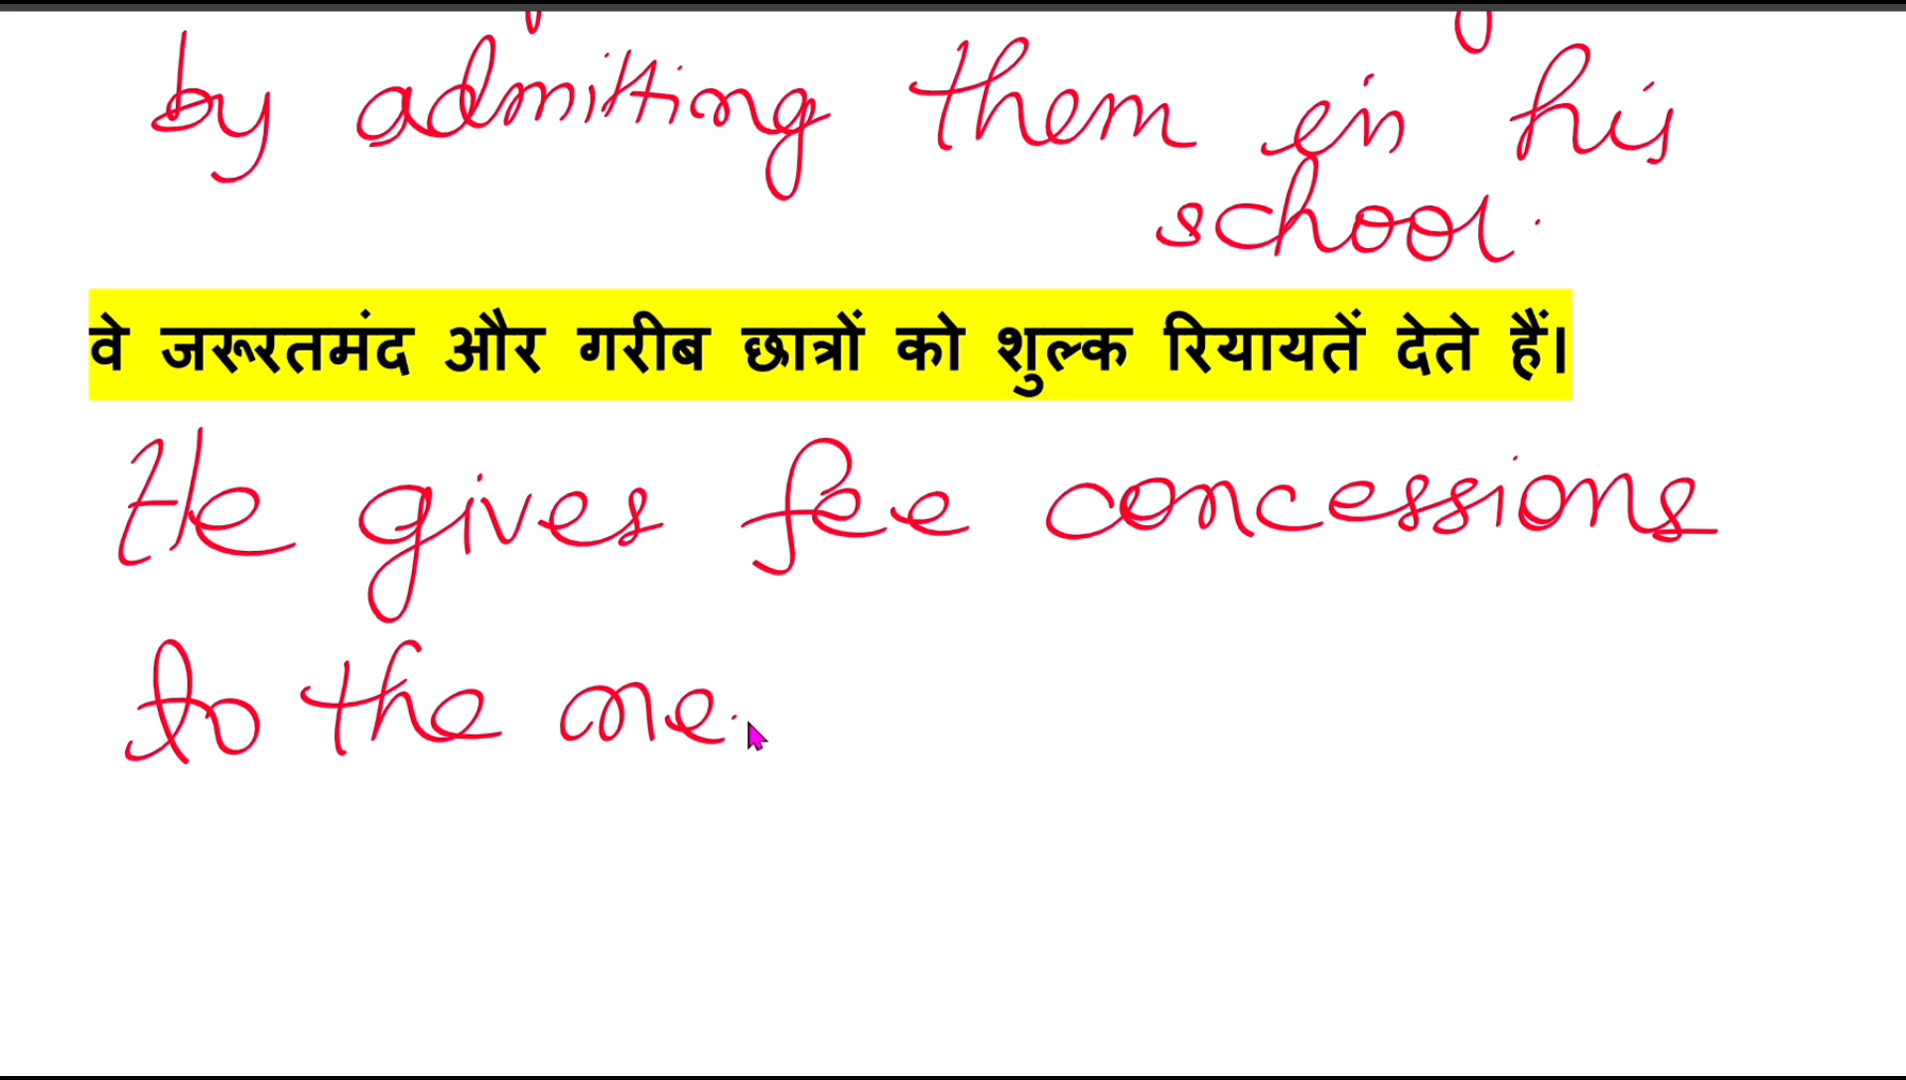 by admitting them in his
school.
वे जरूरतमंद और गरीब छात्रों को शुल्क रियायतें देते हैं।
He gives fee concessions
to the ne